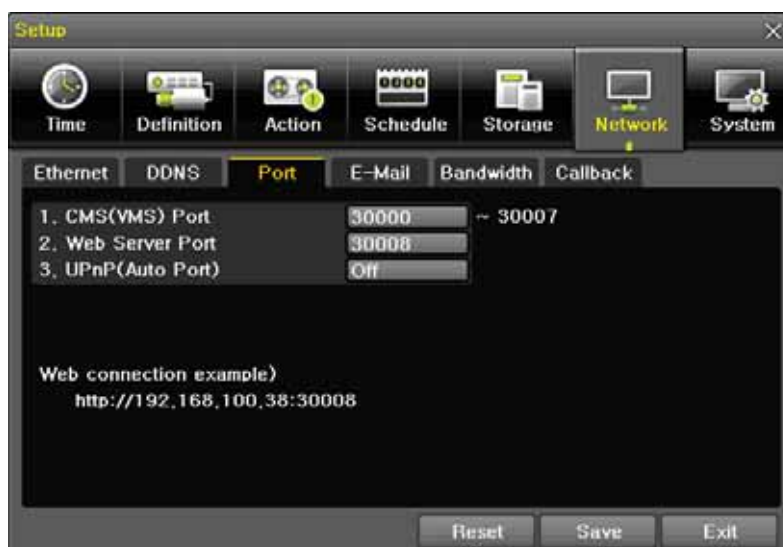 Setup
Time Definition Action Schedule Storage Network System
Ethernet DDNS Port E-Mail Bandwidth Callback
1. CMS(VMS) Port 30000 ~ 30007
2. Web Server Port 30008
3. UPnP(Auto Port) Off
Web connection example)
http://192.168.100.38:30008
Reset Save Exit